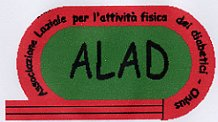 Associazione Laziale per l'attività fisica dei diabetici - Onlus
ALAD